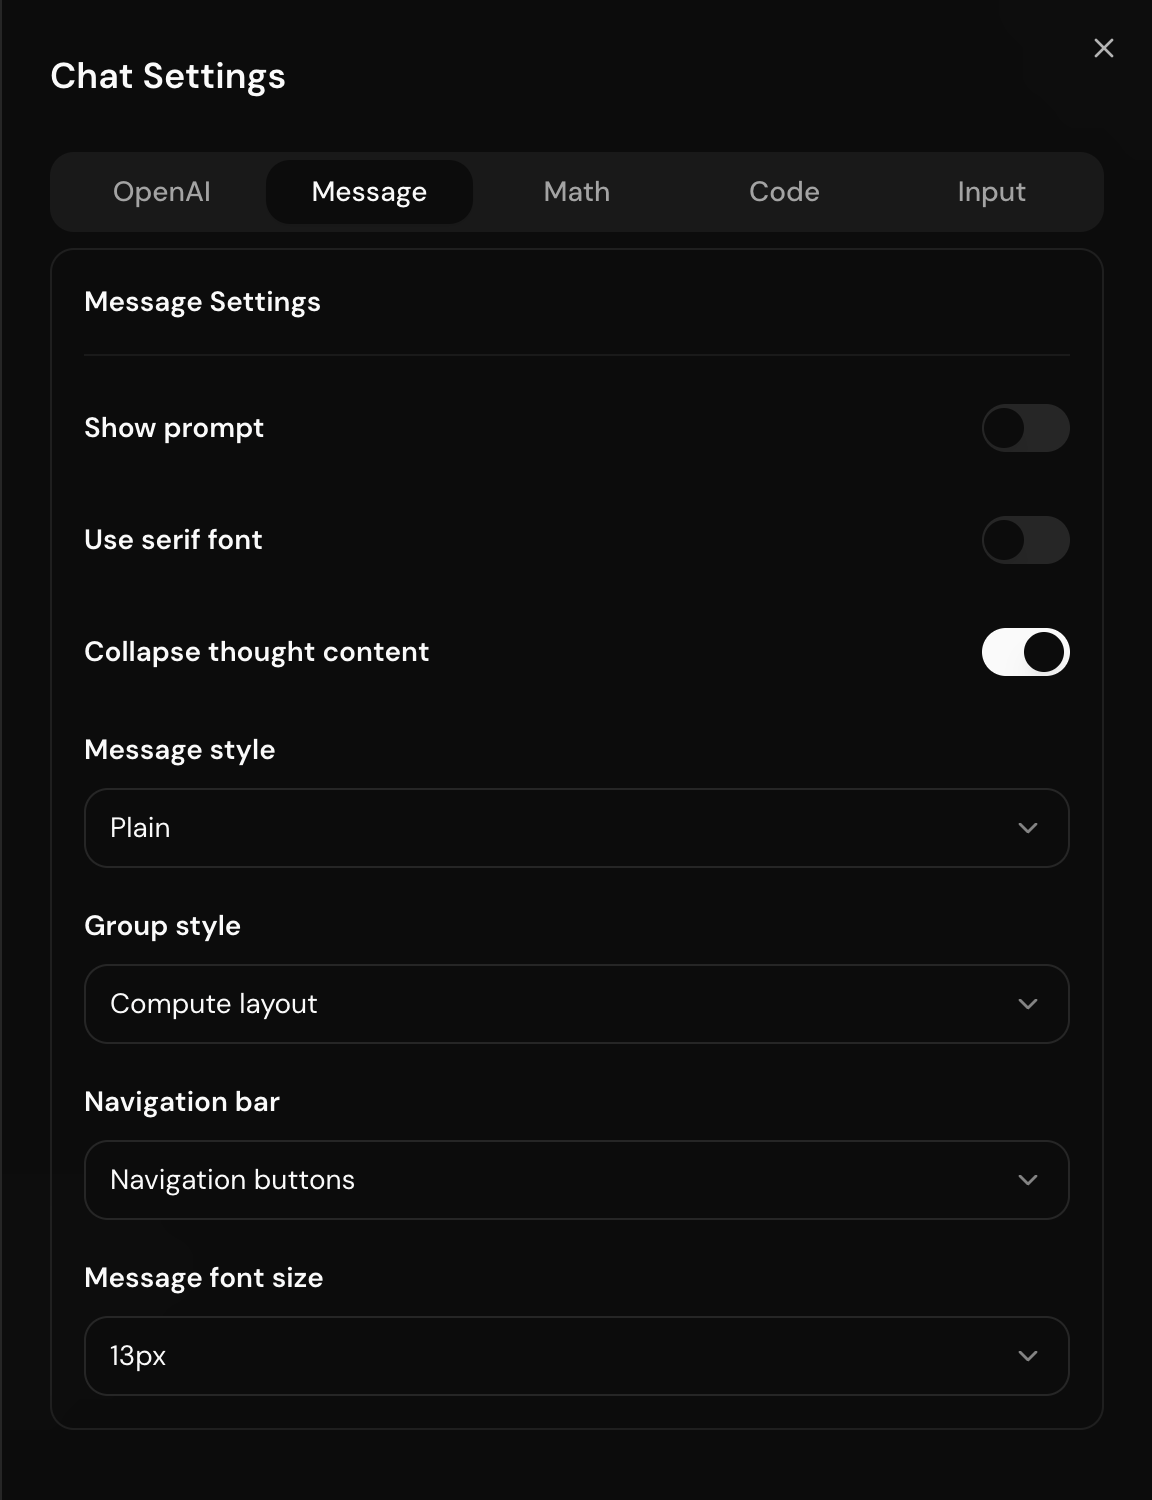 Chat Settings
OpenAI Message Math Code Input
Message Settings
Show prompt
Use serif font
Collapse thought content
Message style
Plain
Group style
Compute layout
Navigation bar
Navigation buttons
Message font size
13px